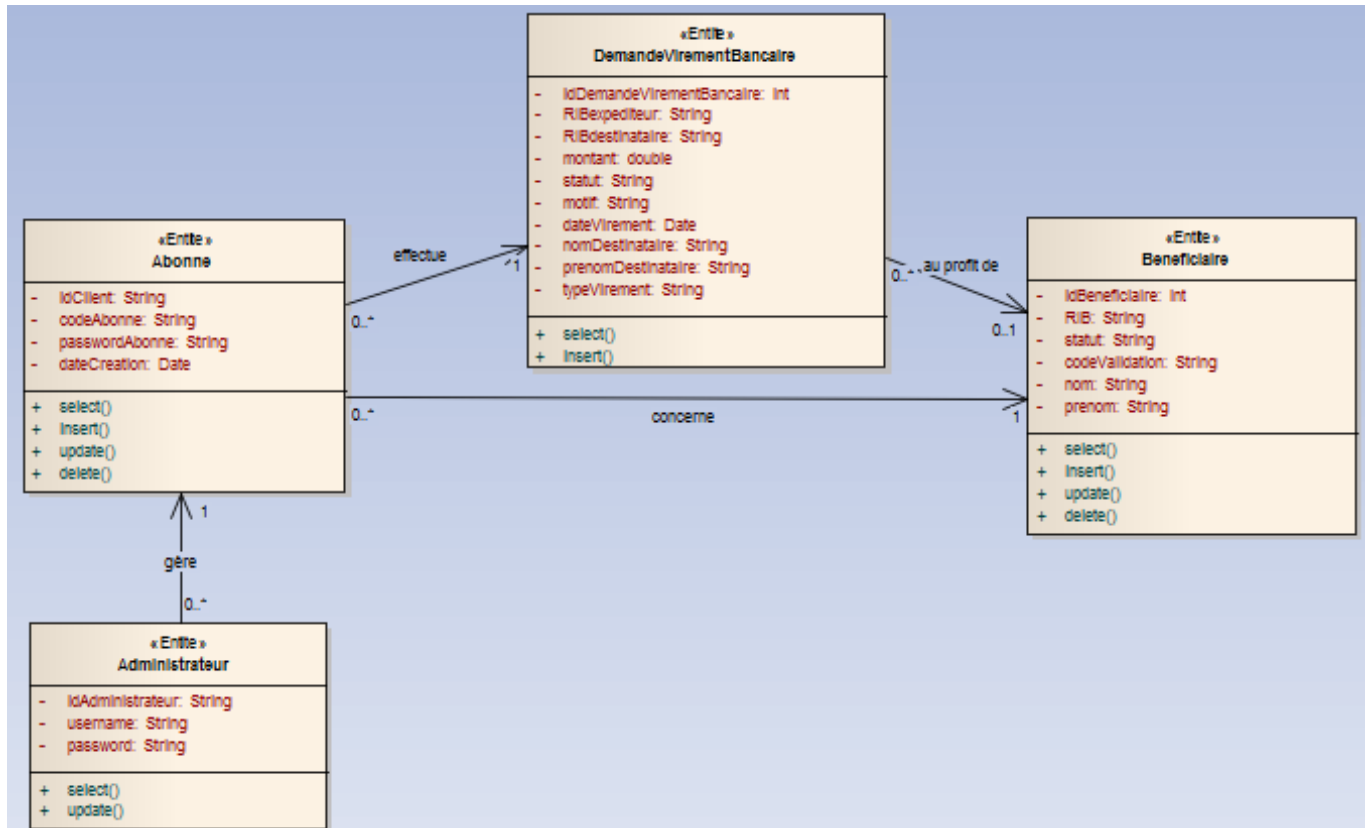 «Entite»
DemandeVirementBancaire
- idDemandeVirementBancaire: int
- RIBexpediteur: String
- RIBdestinataire: String
- montant: double
- statut: String
- motif: String
- dateVirement: Date
- nomDestinataire: String
- prenomDestinataire: String
- typeVirement: String
+ select()
+ insert()
«Entite»
Abonne
- idClient: String
- codeAbonne: String
- passwordAbonne: String
- dateCreation: Date
+ select()
+ insert()
+ update()
+ delete()
effectue
1
0..*
au profit de
0..*
0..1
«Entite»
Beneficiaire
- idBeneficiaire: int
- RIB: String
- statut: String
- codeValidation: String
- nom: String
- prenom: String
+ select()
+ insert()
+ update()
+ delete()
0..*
concerne
1
1
gère
0..*
«Entite»
Administrateur
- idAdministrateur: String
- username: String
- password: String
+ select()
+ update()